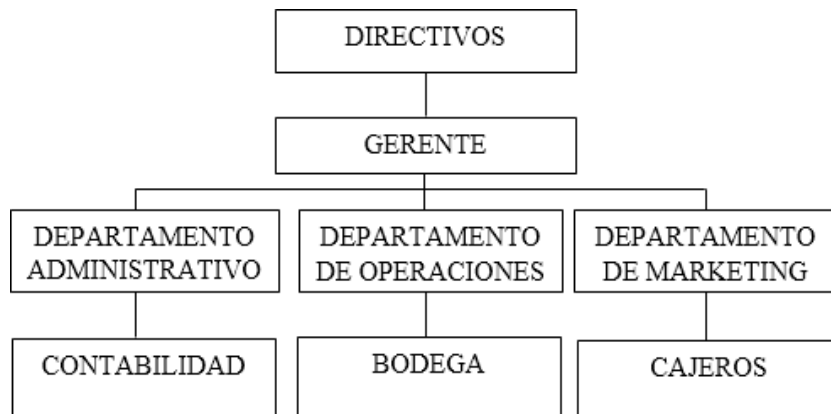 DIRECTIVOS
GERENTE
DEPARTAMENTO
ADMINISTRATIVO
DEPARTAMENTO
DE OPERACIONES
DEPARTAMENTO
DE MARKETING
CONTABILIDAD
BODEGA
CAJEROS